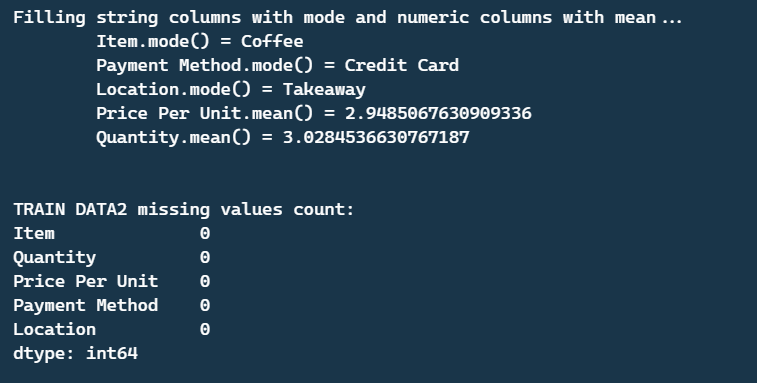 Filling string columns with mode and numeric columns with mean...
Item.mode() = Coffee
Payment Method.mode() = Credit Card
Location.mode() = Takeaway
Price Per Unit.mean() = 2.9485067630909336
Quantity.mean() = 3.0284536630767187
TRAIN DATA2 missing values count:
Item 0
Quantity 0
Price Per Unit 0
Payment Method 0
Location 0
dtype: int64